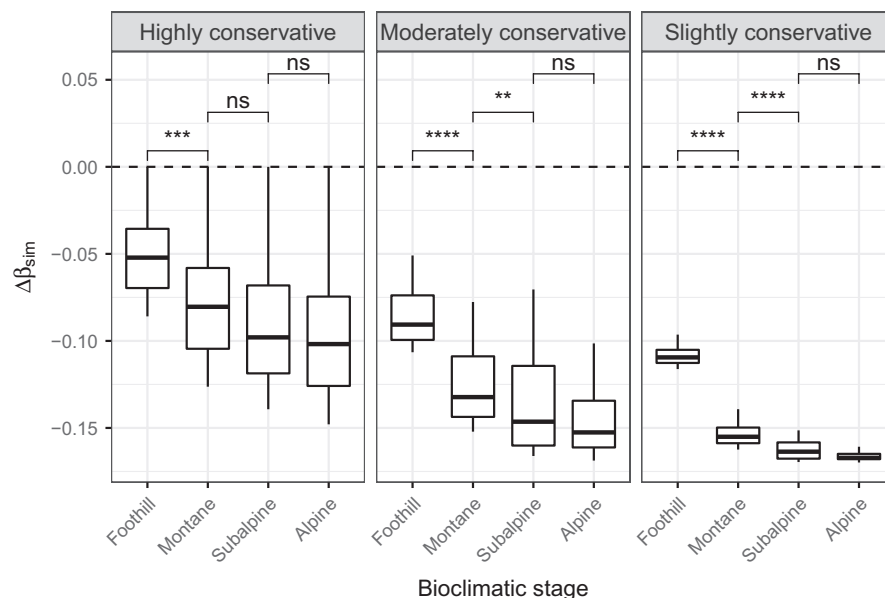 Highly conservative
Moderately conservative
Slightly conservative
ns
ns
ns
0.05
ns
**
****
***
****
****
0.00
−0.05
Δβsim
−0.10
−0.15
Foothill
Montane
Subalpine
Alpine
Foothill
Montane
Subalpine
Alpine
Foothill
Montane
Subalpine
Alpine
Bioclimatic stage